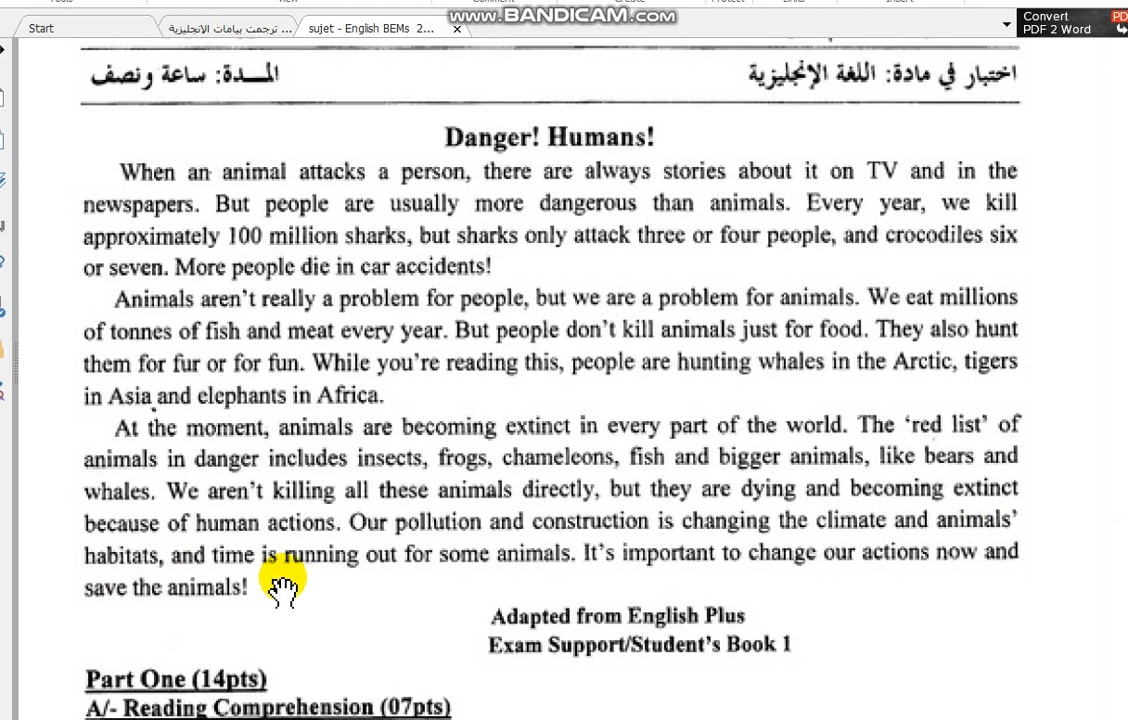 www.BANDICAM.com
Start
ترجمت بيامات الانجليزية ...
sujet - English BEMs 2...
Convert
PDF 2 Word
اختبار في مادة: اللغة الإنجليزية
المـــدة: ساعة ونصف
Danger! Humans!
When an animal attacks a person, there are always stories about it on TV and in the
newspapers. But people are usually more dangerous than animals. Every year, we kill
approximately 100 million sharks, but sharks only attack three or four people, and crocodiles six
or seven. More people die in car accidents!
Animals aren't really a problem for people, but we are a problem for animals. We eat millions
of tonnes of fish and meat every year. But people don't kill animals just for food. They also hunt
them for fur or for fun. While you're reading this, people are hunting whales in the Arctic, tigers
in Asia and elephants in Africa.
At the moment, animals are becoming extinct in every part of the world. The 'red list' of
animals in danger includes insects, frogs, chameleons, fish and bigger animals, like bears and
whales. We aren't killing all these animals directly, but they are dying and becoming extinct
because of human actions. Our pollution and construction is changing the climate and animals'
habitats, and time is running out for some animals. It's important to change our actions now and
save the animals!
Adapted from English Plus
Exam Support/Student's Book 1
Part One (14pts)
A/- Reading Comprehension (07pts)